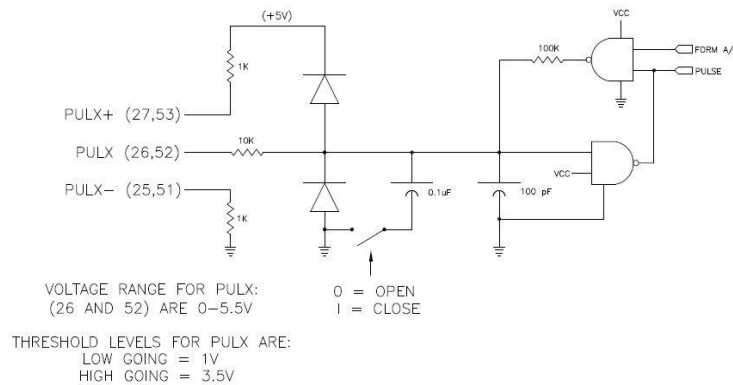 (+5V)
VCC
100K
FORM A/
PULSE
1K
PULX+ (27,53)
PULX (26,52)
10K
PULX- (25,51)
VCC
0.1uF
100 pF
1K
VOLTAGE RANGE FOR PULX:
(26 AND 52) ARE 0-5.5V
0 = OPEN
1 = CLOSE
THRESHOLD LEVELS FOR PULX ARE:
LOW GOING = 1V
HIGH GOING = 3.5V